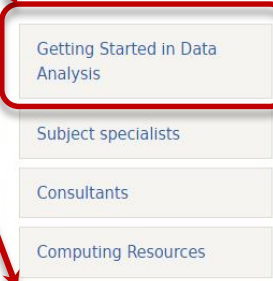 Getting Started in Data
Analysis
Subject specialists
Consultants
Computing Resources